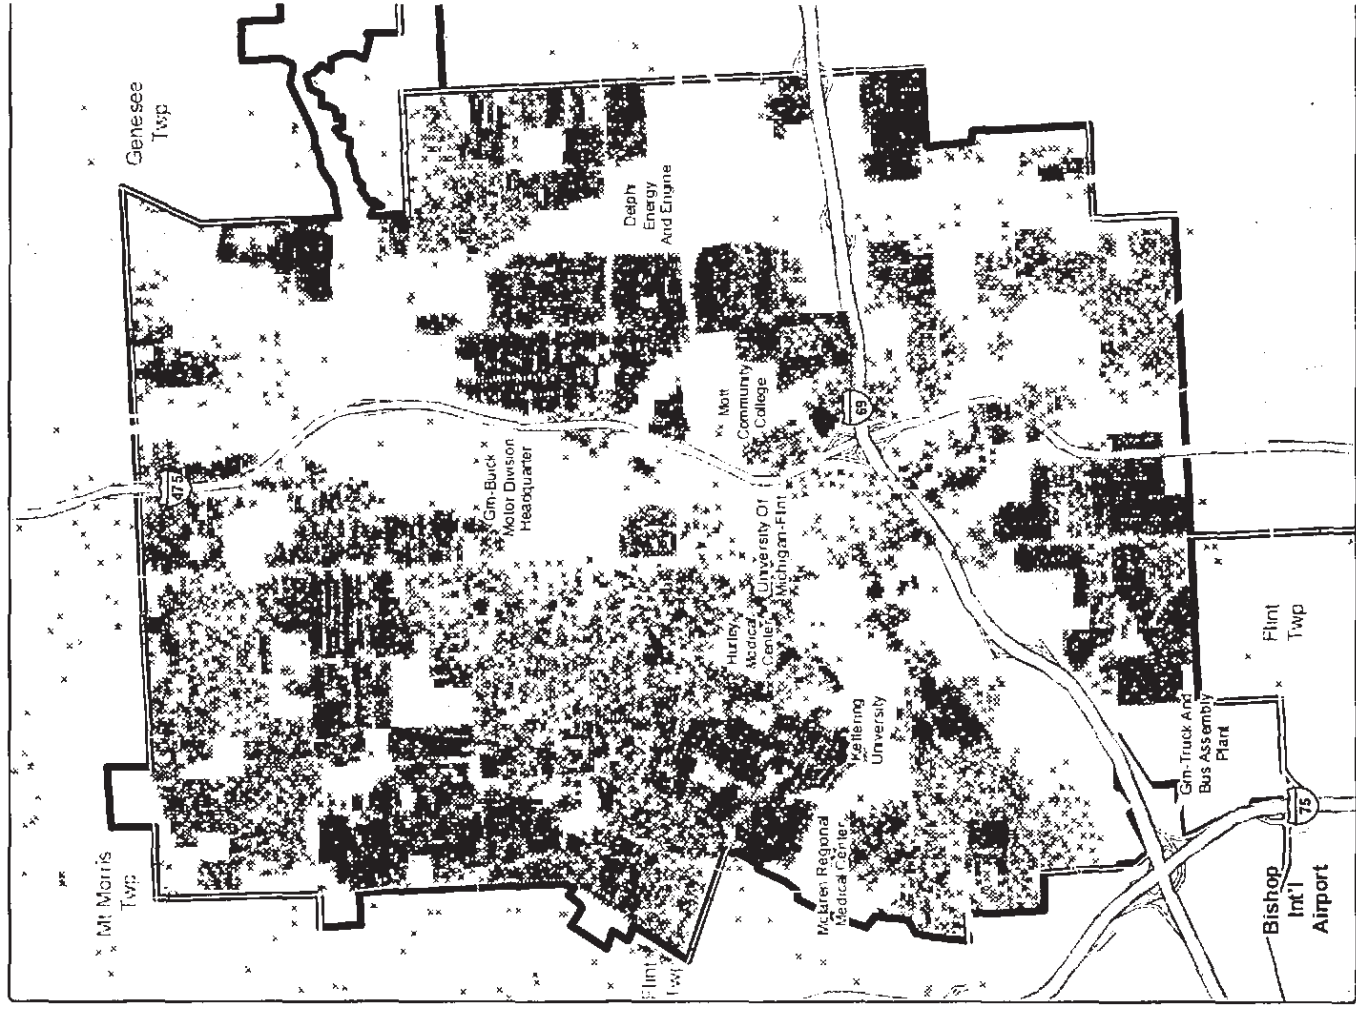 Genesee
Twp
Mt Morris
Twp
475
Delphi
Energy
And Engine
Gm-Buick
Motor Division
Headquarter
Mott
Community
College
University Of
Michigan-Flint
Hurley
Medical
Center
69
Kettering
University
Mclaren Regional
Medical Center
Flint
Twp
Flint
Twp
Gm-Truck And
Bus Assembly
Plant
75
Bishop
Int'l
Airport